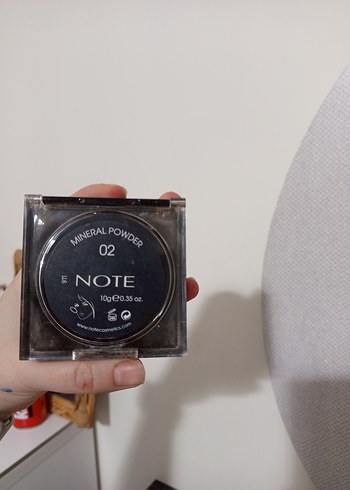 MINERAL POWDER
02
NOTE
10g℮0.35 oz.
www.notecosmetics.com